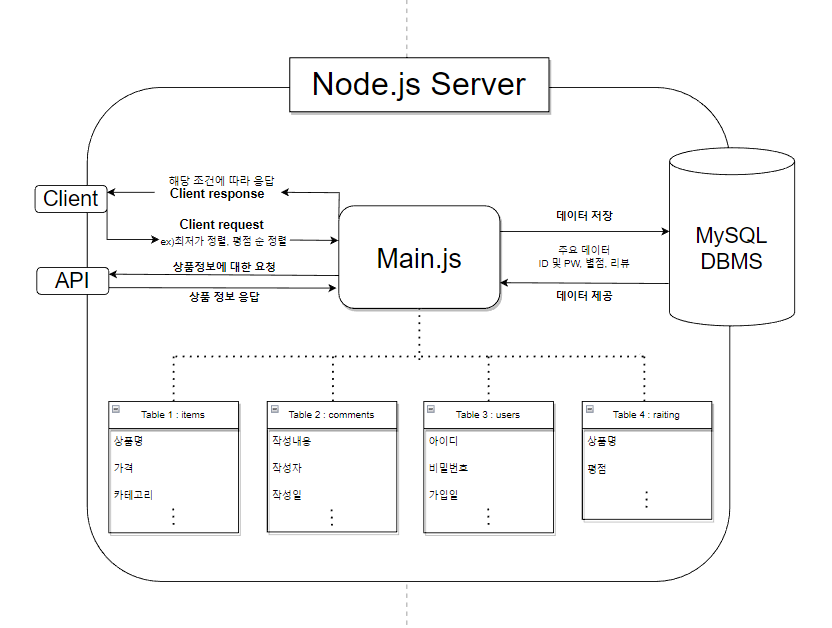 Node.js Server
해당 조건에 따라 응답
Client response
Client
Client request
ex)최저가 정렬, 평점 순 정렬
상품정보에 대한 요청
API
상품 정보 응답
Main.js
데이터 저장
주요 데이터
ID 및 PW, 별점, 리뷰
데이터 제공
MySQL
DBMS
Table 1 : items
상품명
가격
카테고리
Table 2 : comments
작성내용
작성자
작성일
Table 3 : users
아이디
비밀번호
가입일
Table 4 : raiting
상품명
평점